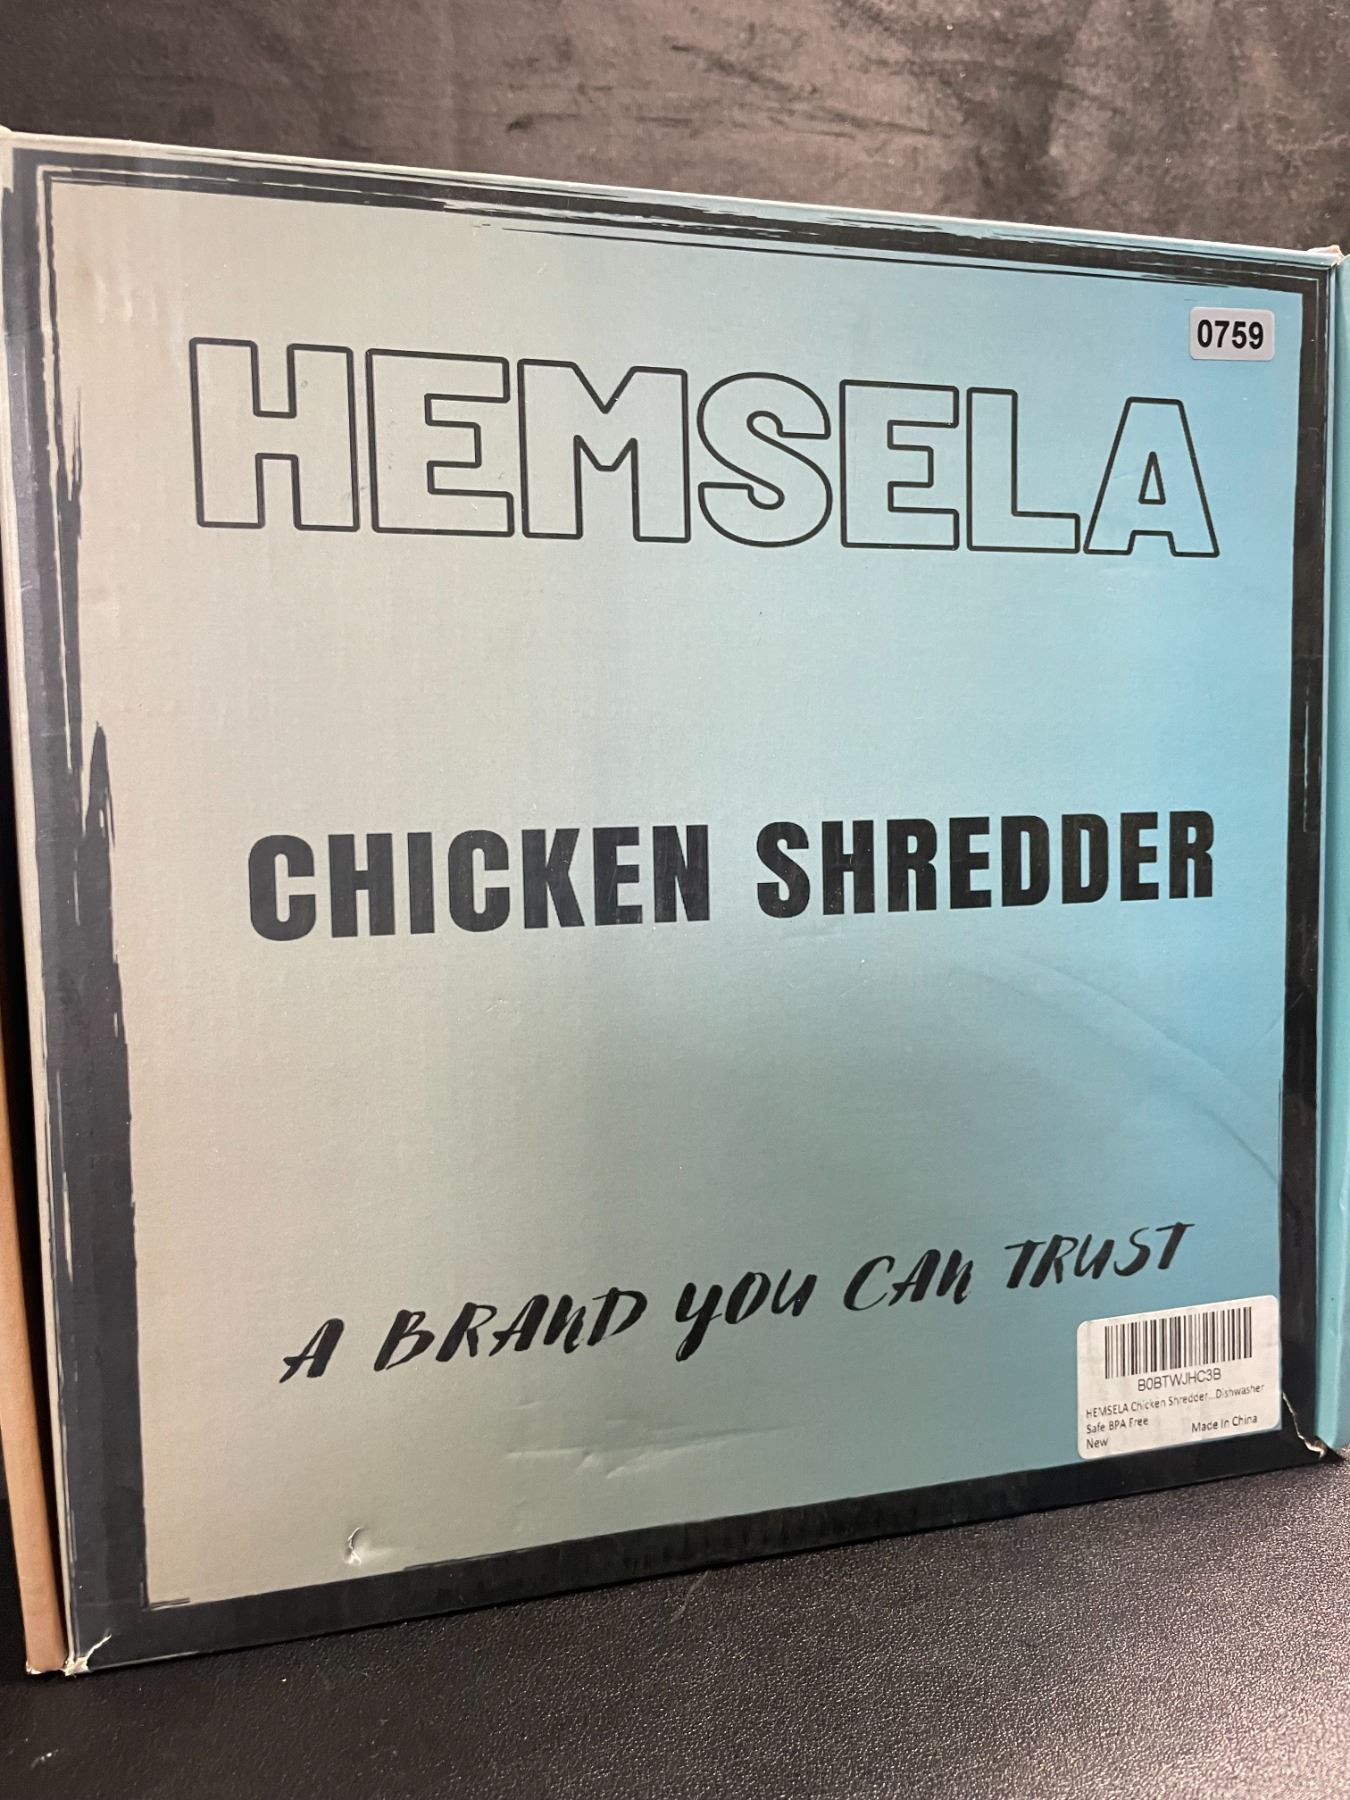 0759
HEMSELA
CHICKEN SHREDDER
A BRAND YOU CAN TRUST
B0BTWJHC3B
HEMSELA Chicken Shredder...Dishwasher
Safe BPA Free
New Made In China